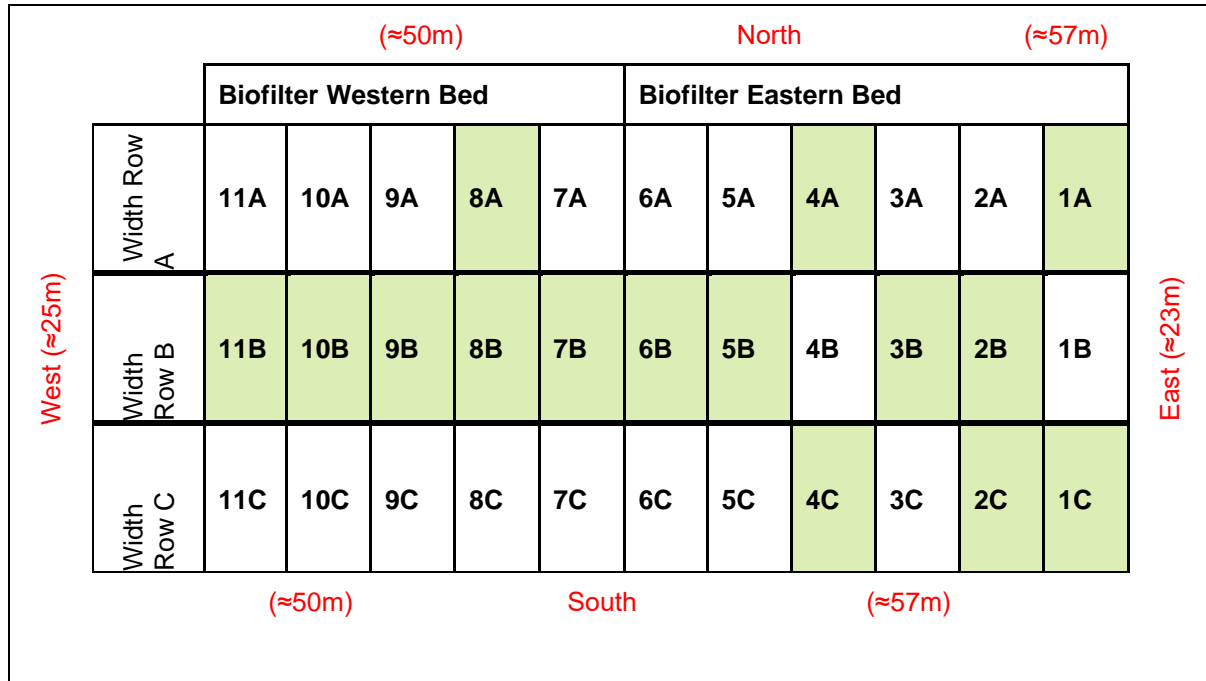 (≈50m) North (≈57m)
Biofilter Western Bed Biofilter Eastern Bed
Width Row
A
11A 10A 9A 8A 7A 6A 5A 4A 3A 2A 1A
West (≈25m)
Width
Row B
11B 10B 9B 8B 7B 6B 5B 4B 3B 2B 1B
East (≈23m)
Width
Row C
11C 10C 9C 8C 7C 6C 5C 4C 3C 2C 1C
(≈50m) South (≈57m)